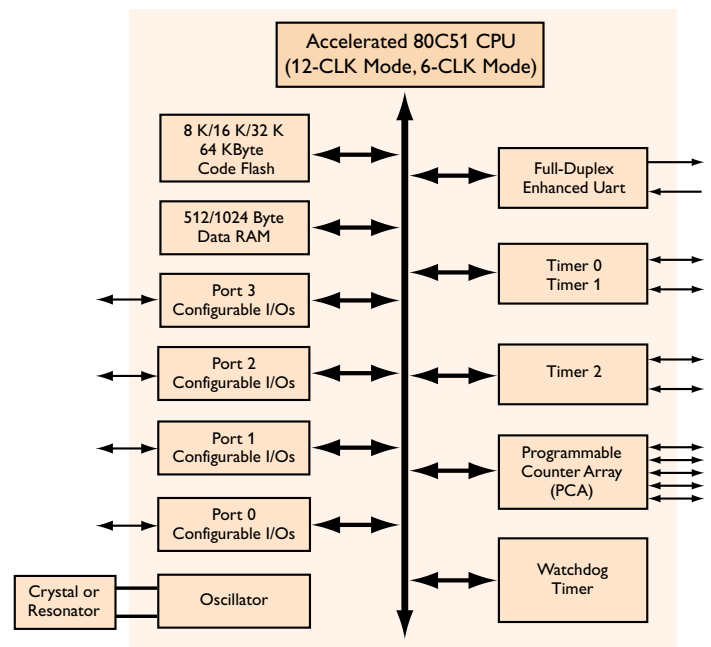 Accelerated 80C51 CPU
(12-CLK Mode, 6-CLK Mode)
8 K/16 K/32 K
64 KByte
Code Flash
512/1024 Byte
Data RAM
Port 3
Configurable I/Os
Port 2
Configurable I/Os
Port 1
Configurable I/Os
Port 0
Configurable I/Os
Crystal or
Resonator
Oscillator
Full-Duplex
Enhanced Uart
Timer 0
Timer 1
Timer 2
Programmable
Counter Array
(PCA)
Watchdog
Timer